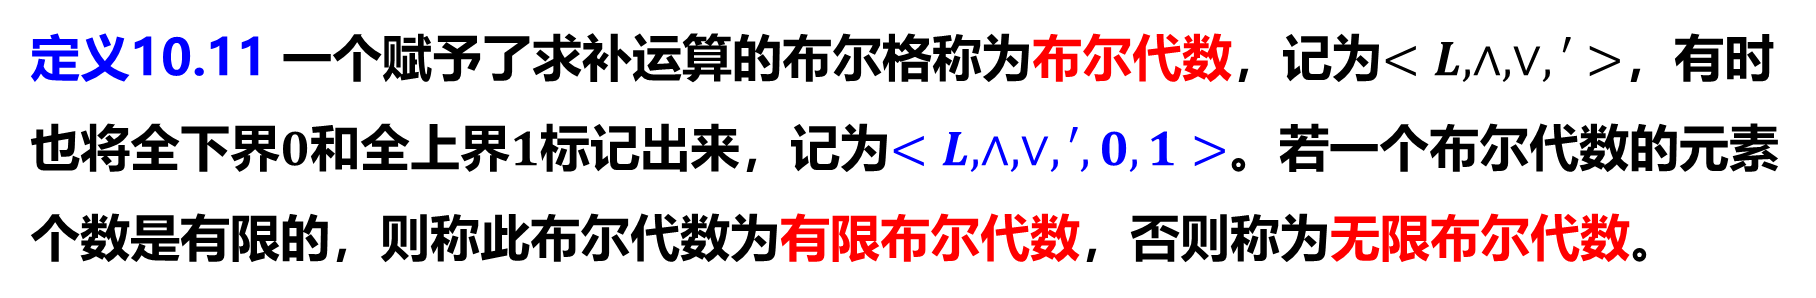 定义10.11 一个赋予了求补运算的布尔格称为布尔代数，记为< L,∧,∨, ′ >，有时
也将全下界0和全上界1标记出来，记为< L,∧,∨, ′, 0, 1 >。若一个布尔代数的元素
个数是有限的，则称此布尔代数为有限布尔代数，否则称为无限布尔代数。